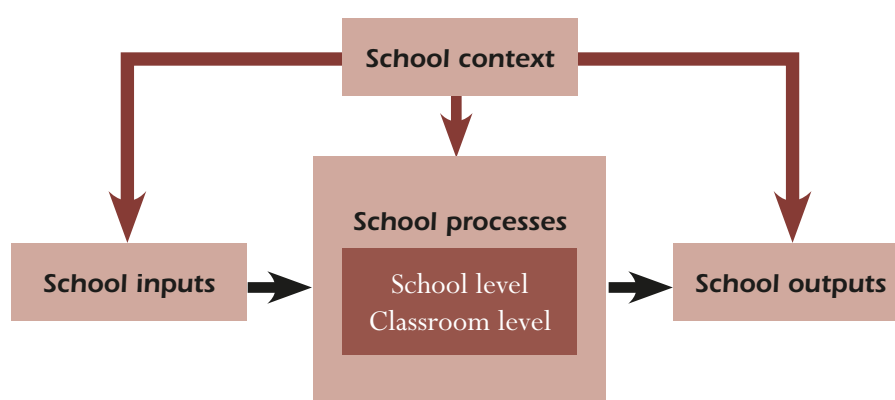 School context
School processes
School inputs
School level
Classroom level
School outputs